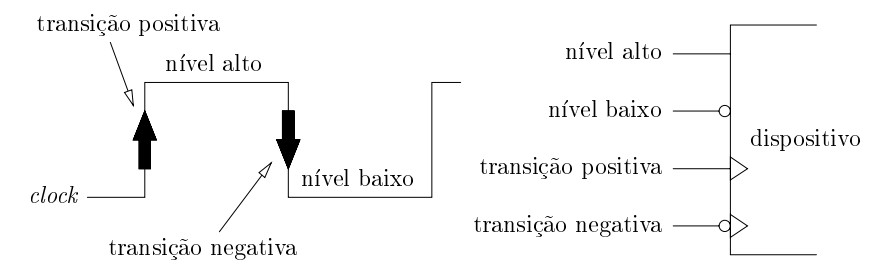 transição positiva
nível alto
clock
nível baixo
transição negativa
nível alto
nível baixo
dispositivo
transição positiva
transição negativa